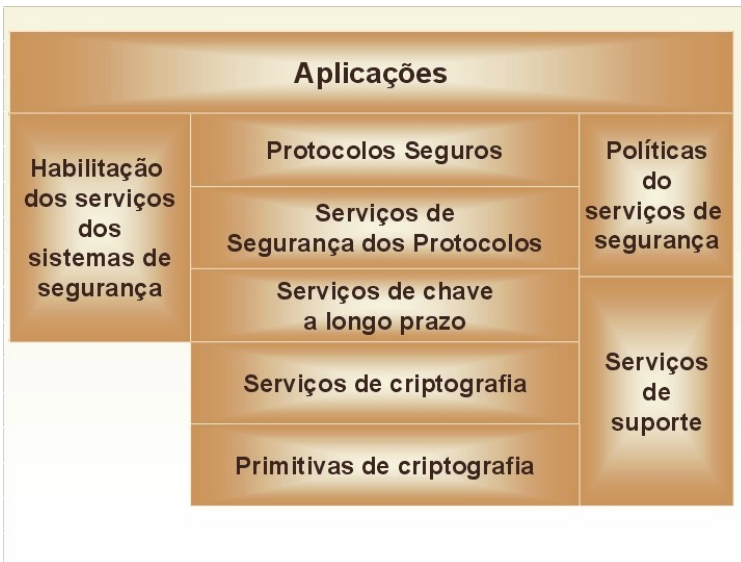 Aplicações
Habilitação
dos serviços
dos
sistemas de
segurança
Protocolos Seguros
Serviços de
Segurança dos Protocolos
Serviços de chave
a longo prazo
Serviços de criptografia
Primitivas de criptografia
Políticas
do
serviços de
segurança
Serviços
de
suporte